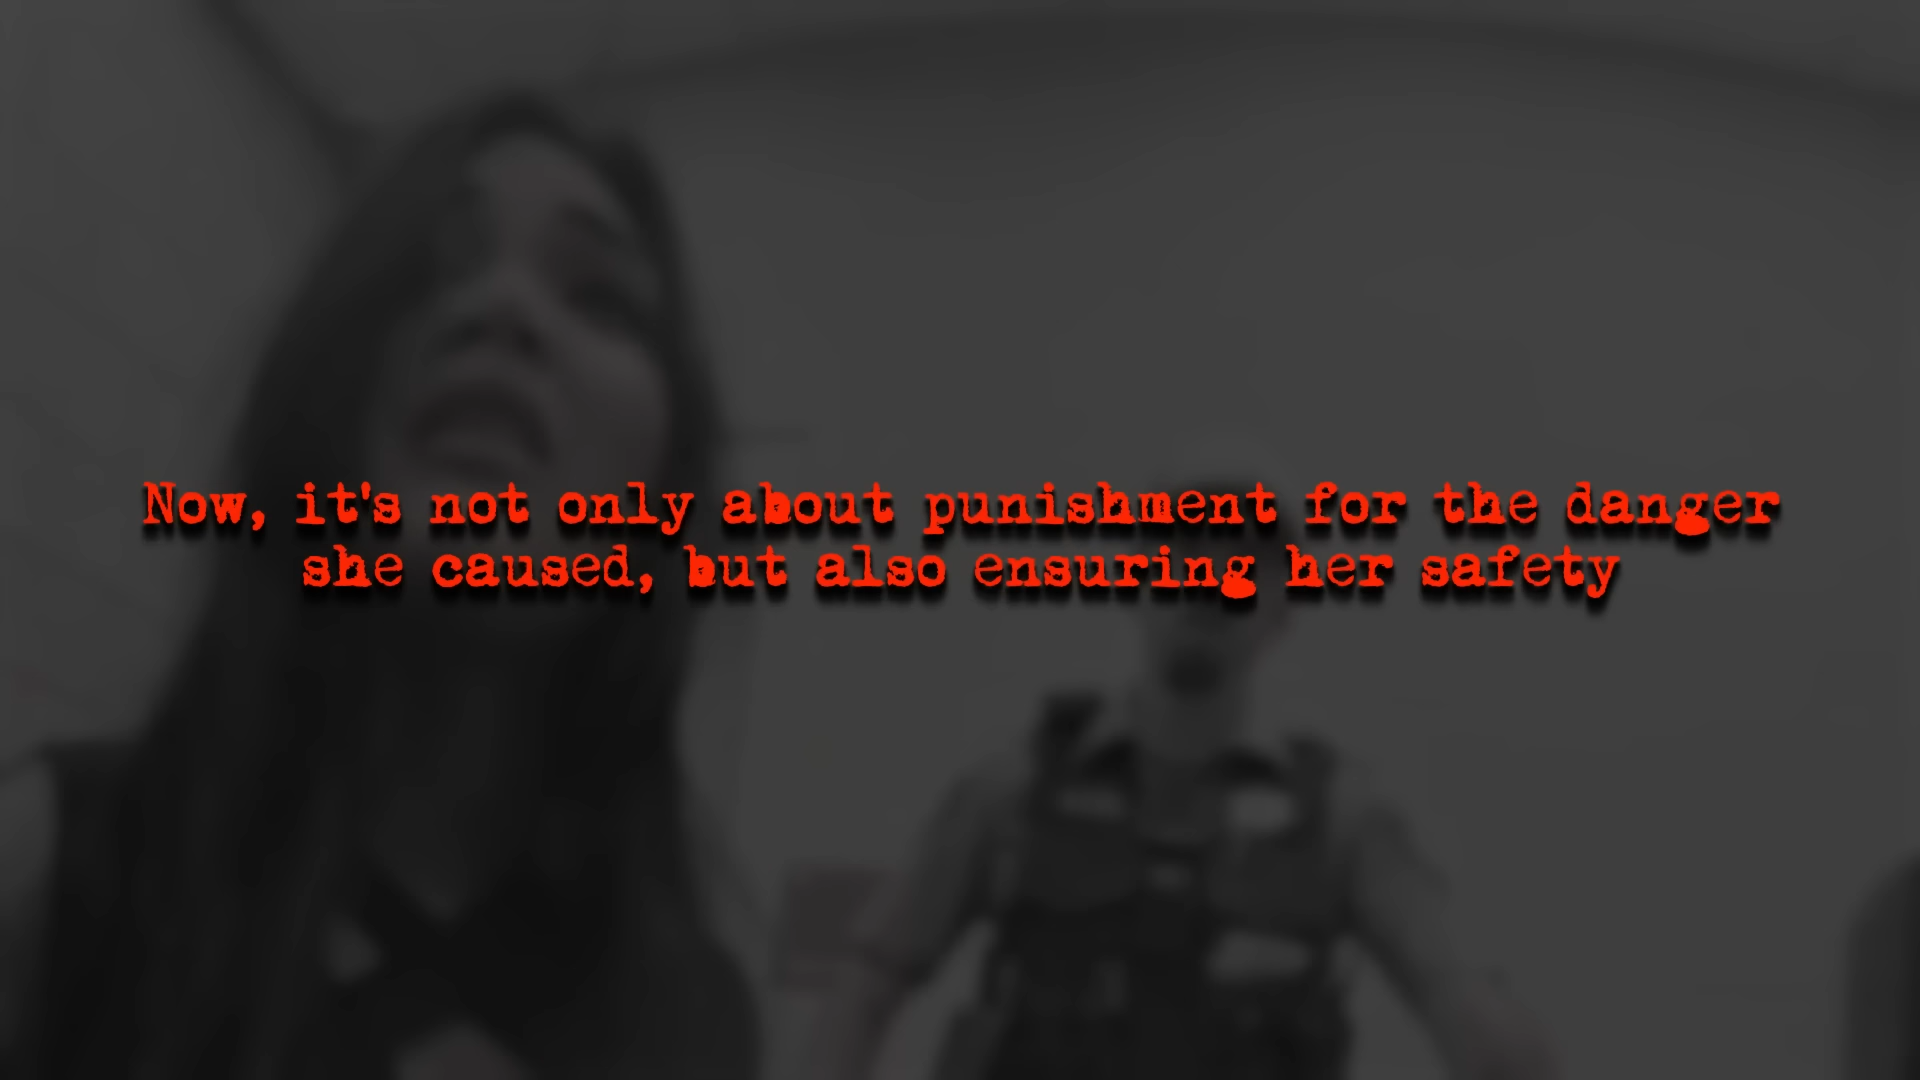 Now, it's not only about punishment for the danger
she caused, but also ensuring her safety